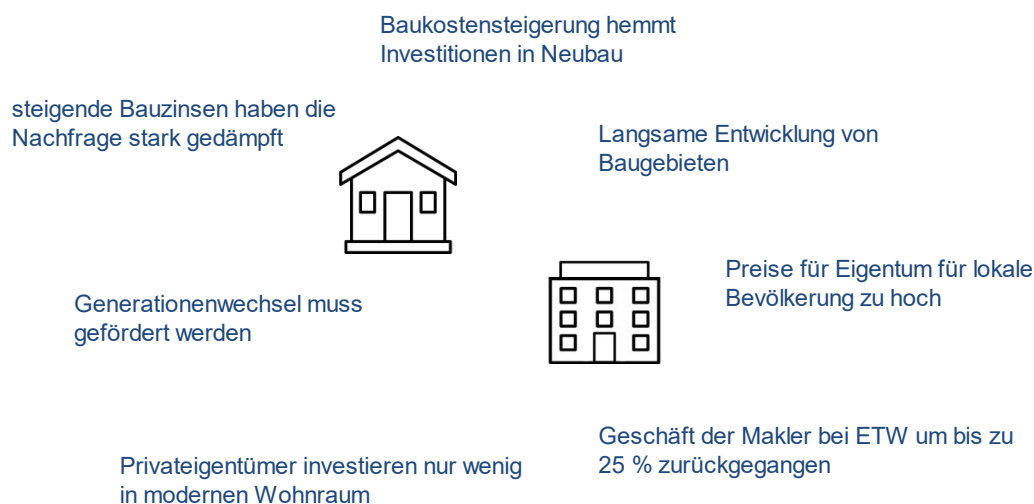 Baukostensteigerung hemmt
Investitionen in Neubau
steigende Bauzinsen haben die
Nachfrage stark gedämpft
Langsame Entwicklung von
Baugebieten
Preise für Eigentum für lokale
Bevölkerung zu hoch
Generationenwechsel muss
gefördert werden
Geschäft der Makler bei ETW um bis zu
25 % zurückgegangen
Privateigentümer investieren nur wenig
in modernen Wohnraum